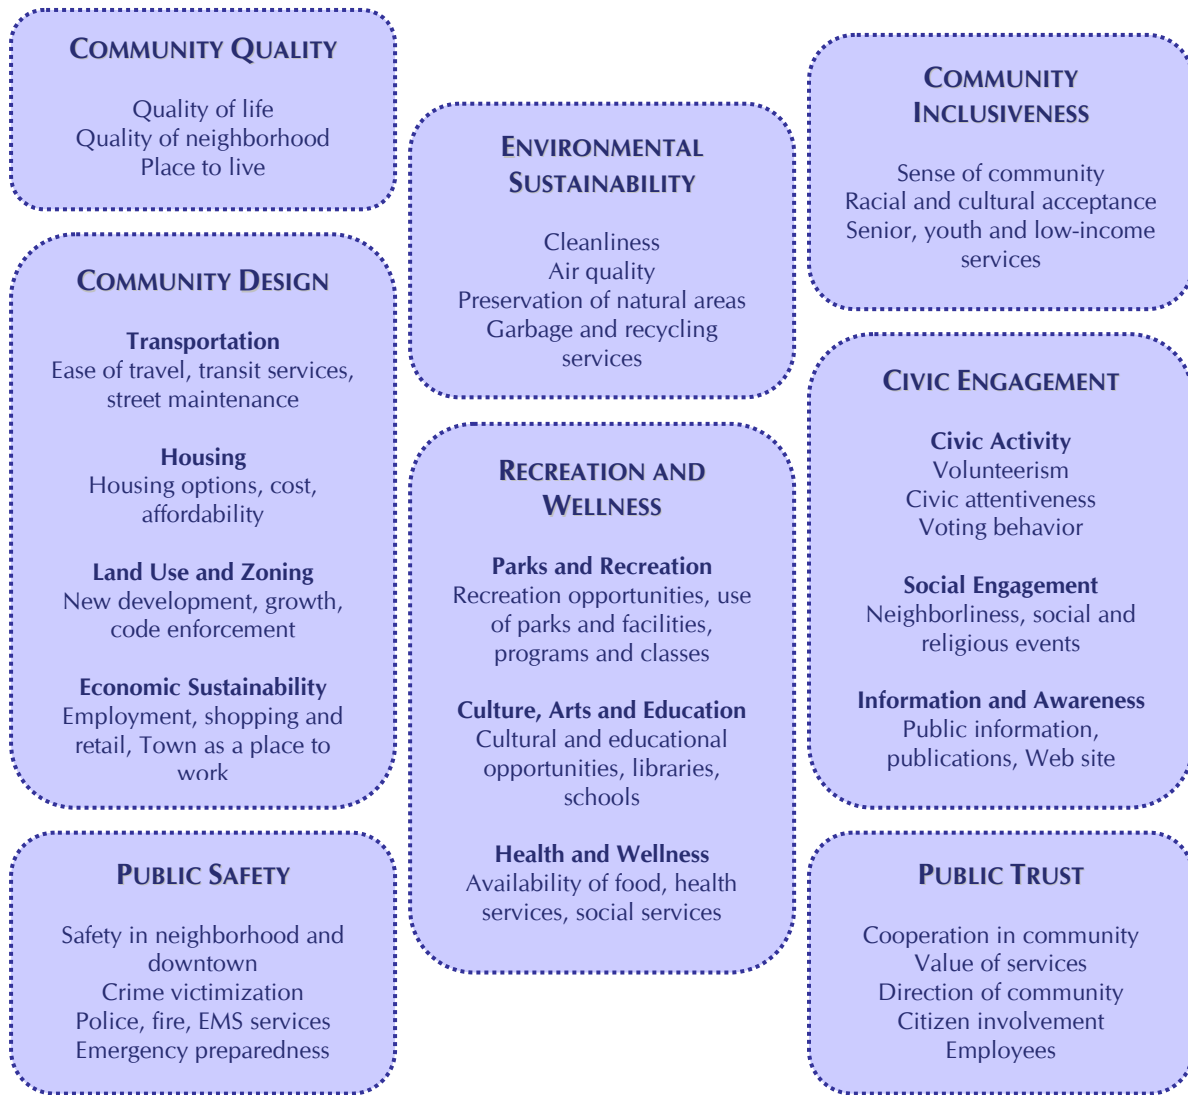 COMMUNITY QUALITY
Quality of life
Quality of neighborhood
Place to live
COMMUNITY DESIGN
Transportation
Ease of travel, transit services,
street maintenance
Housing
Housing options, cost,
affordability
Land Use and Zoning
New development, growth,
code enforcement
Economic Sustainability
Employment, shopping and
retail, Town as a place to
work
PUBLIC SAFETY
Safety in neighborhood and
downtown
Crime victimization
Police, fire, EMS services
Emergency preparedness
ENVIRONMENTAL
SUSTAINABILITY
Cleanliness
Air quality
Preservation of natural areas
Garbage and recycling
services
RECREATION AND
WELLNESS
Parks and Recreation
Recreation opportunities, use
of parks and facilities,
programs and classes
Culture, Arts and Education
Cultural and educational
opportunities, libraries,
schools
Health and Wellness
Availability of food, health
services, social services
COMMUNITY
INCLUSIVENESS
Sense of community
Racial and cultural acceptance
Senior, youth and low-income
services
CIVIC ENGAGEMENT
Civic Activity
Volunteerism
Civic attentiveness
Voting behavior
Social Engagement
Neighborliness, social and
religious events
Information and Awareness
Public information,
publications, Web site
PUBLIC TRUST
Cooperation in community
Value of services
Direction of community
Citizen involvement
Employees